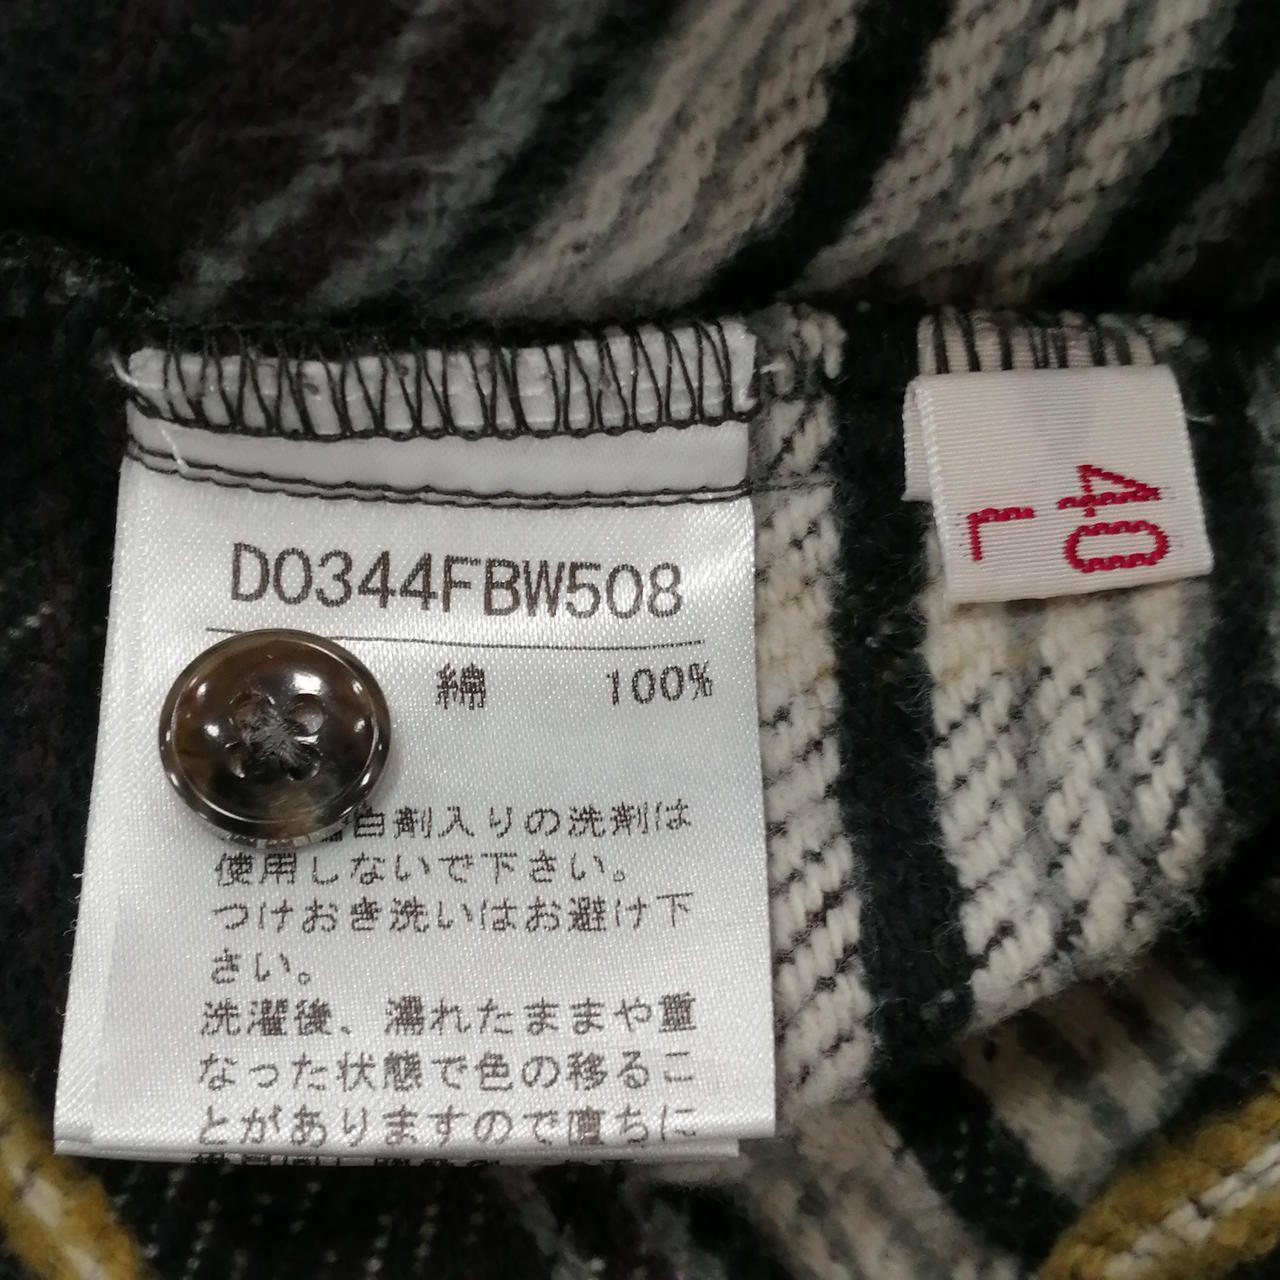 D0344FBW508
綿 100%
白剤入りの洗剤は
使用しないで下さい。
つけおき洗いはお避け下
さい。
洗濯後、濡れたままや重
なった状態で色の移るこ
とがありますので直ちに
40
L